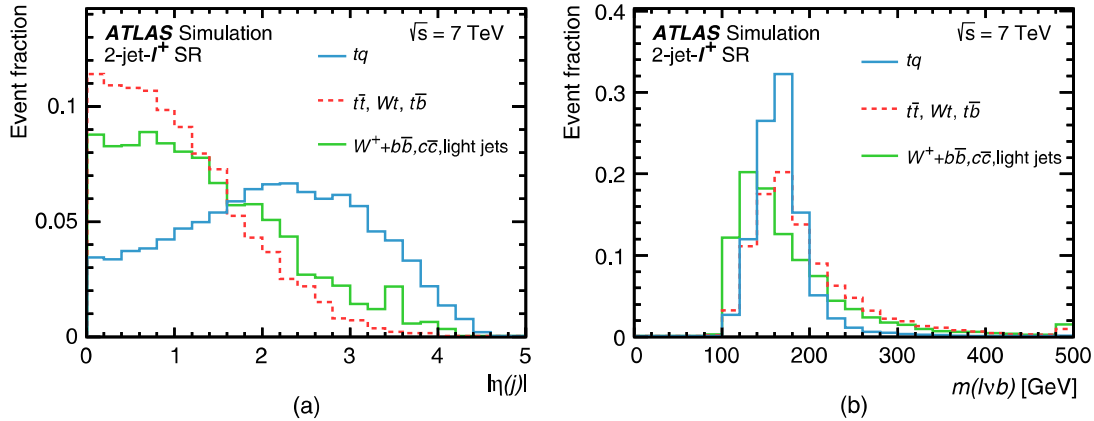 ATLAS Simulation
2-jet-l⁺ SR
√s = 7 TeV
tq
tt̄, Wt, tb̄
W⁺+bb̄,cc̄,light jets
Event fraction
0.1
0.05
0
0 1 2 3 4 5
|η(j)|
(a)
ATLAS Simulation
2-jet-l⁺ SR
√s = 7 TeV
tq
tt̄, Wt, tb̄
W⁺+bb̄,cc̄,light jets
Event fraction
0.4
0.3
0.2
0.1
0
0 100 200 300 400 500
m(lνb) [GeV]
(b)